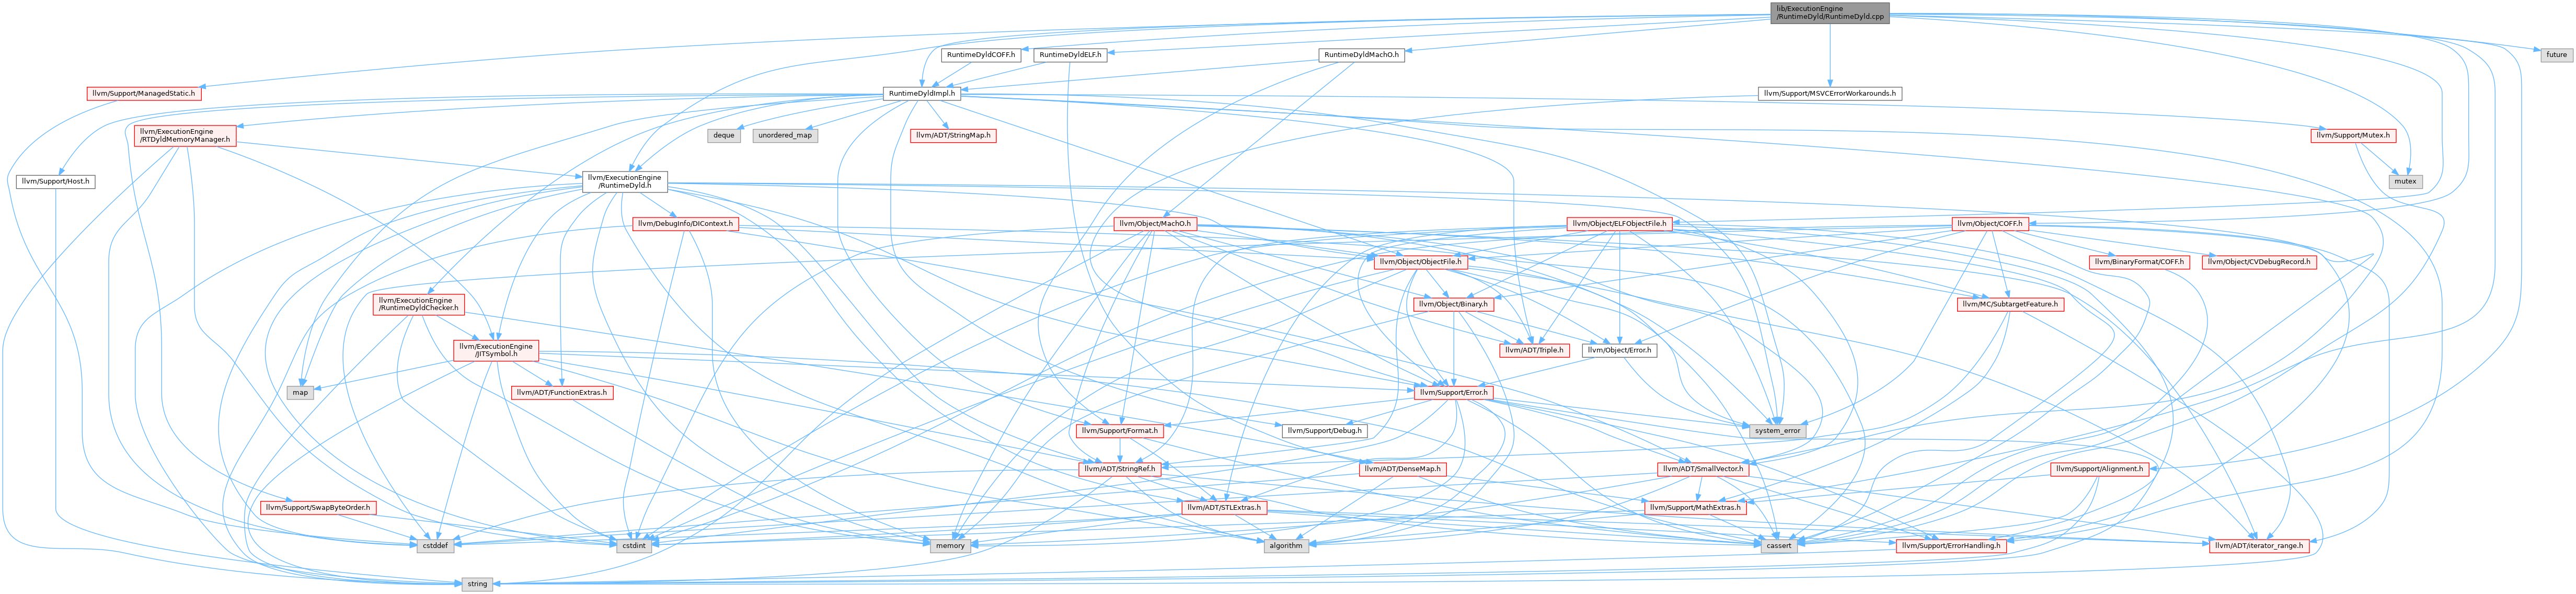 lib/ExecutionEngine
/RuntimeDyld/RuntimeDyld.cpp
RuntimeDyldCOFF.h
RuntimeDyldELF.h
RuntimeDyldMachO.h
future
llvm/Support/ManagedStatic.h
RuntimeDyldImpl.h
llvm/Support/MSVCErrorWorkarounds.h
llvm/ExecutionEngine
/RTDyldMemoryManager.h
deque
unordered_map
llvm/ADT/StringMap.h
llvm/Support/Mutex.h
llvm/Support/Host.h
llvm/ExecutionEngine
/RuntimeDyld.h
mutex
llvm/DebugInfo/DIContext.h
llvm/Object/MachO.h
llvm/Object/ELFObjectFile.h
llvm/Object/COFF.h
llvm/Object/ObjectFile.h
llvm/BinaryFormat/COFF.h
llvm/Object/CVDebugRecord.h
llvm/ExecutionEngine
/RuntimeDyldChecker.h
llvm/Object/Binary.h
llvm/MC/SubtargetFeature.h
llvm/ExecutionEngine
/JITSymbol.h
llvm/ADT/Triple.h
llvm/Object/Error.h
map
llvm/ADT/FunctionExtras.h
llvm/Support/Error.h
llvm/Support/Format.h
llvm/Support/Debug.h
system_error
llvm/ADT/StringRef.h
llvm/ADT/DenseMap.h
llvm/ADT/SmallVector.h
llvm/Support/Alignment.h
llvm/Support/SwapByteOrder.h
llvm/ADT/STLExtras.h
llvm/Support/MathExtras.h
cstddef
cstdint
memory
algorithm
cassert
llvm/Support/ErrorHandling.h
llvm/ADT/iterator_range.h
string